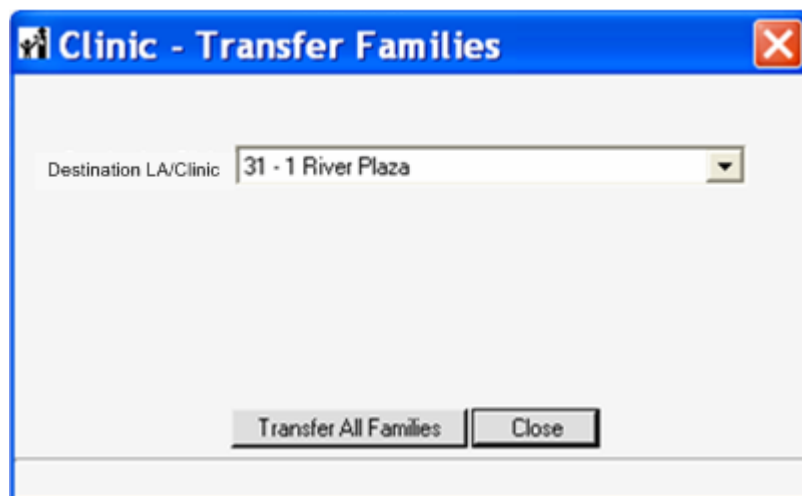 Clinic - Transfer Families
Destination LA/Clinic 31 - 1 River Plaza
Transfer All Families Close